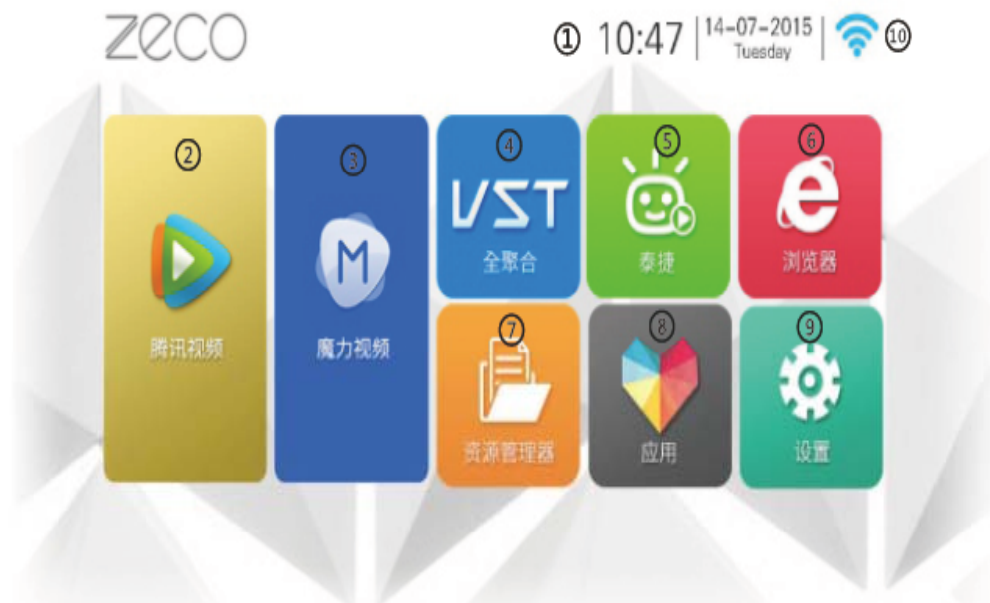 zeco
① 10:47 14-07-2015 ⑩
Tuesday
②
腾讯视频
③
M
魔力视频
④
VST
全聚合
⑤
泰捷
⑥
浏览器
⑦
资源管理器
⑧
应用
⑨
设置